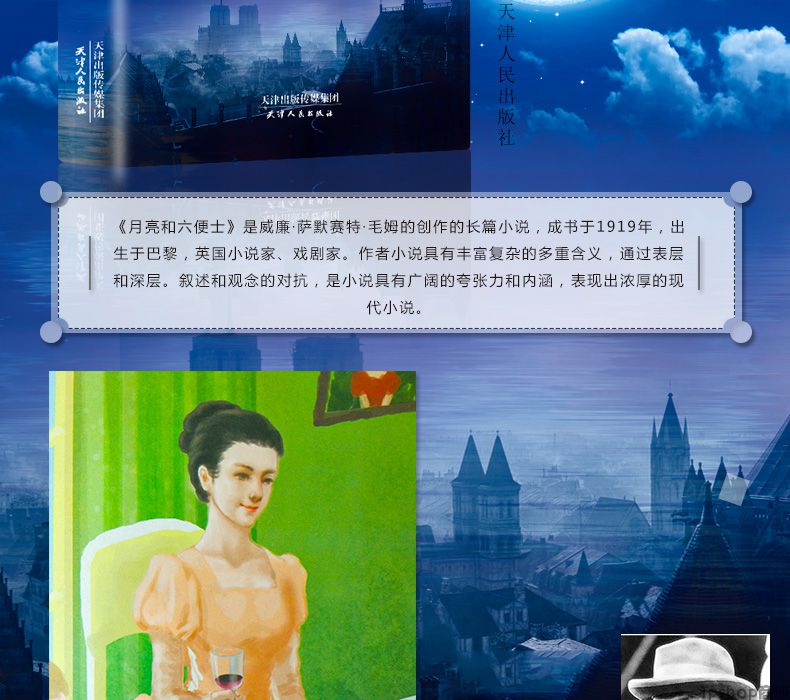 天津人民出版社
天津出版传媒集团
天津人民出版社
天津出版传媒集团
天津人民出版社
《月亮和六便士》是威廉·萨默赛特·毛姆的创作的长篇小说，成书于1919年，出
生于巴黎，英国小说家、戏剧家。作者小说具有丰富复杂的多重含义，通过表层
和深层。叙述和观念的对抗，是小说具有广阔的夸张力和内涵，表现出浓厚的现
代小说。